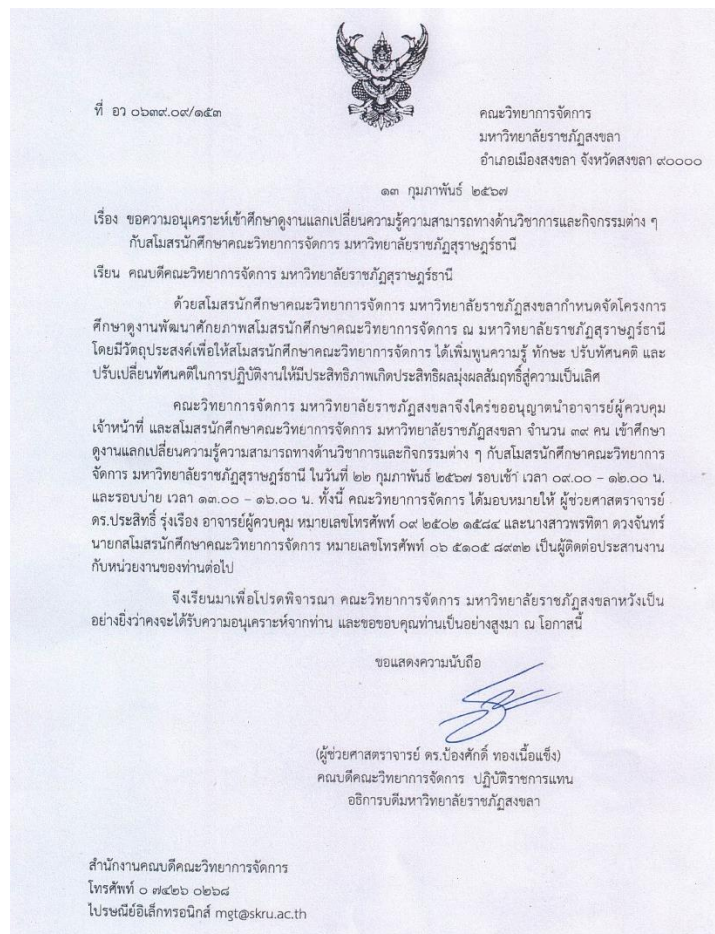 ที่ อว ๐๖๓๙.๐๙/๑๕๓
คณะวิทยาการจัดการ
มหาวิทยาลัยราชภัฏสงขลา
อำเภอเมืองสงขลา จังหวัดสงขลา ๙๐๐๐๐
๑๓ กุมภาพันธ์ ๒๕๖๗
เรื่อง ขอความอนุเคราะห์เข้าศึกษาดูงานแลกเปลี่ยนความรู้ความสามารถทางด้านวิชาการและกิจกรรมต่าง ๆ
กับสโมสรนักศึกษาคณะวิทยาการจัดการ มหาวิทยาลัยราชภัฏสุราษฎร์ธานี
เรียน คณบดีคณะวิทยาการจัดการ มหาวิทยาลัยราชภัฏสุราษฎร์ธานี
ด้วยสโมสรนักศึกษาคณะวิทยาการจัดการ มหาวิทยาลัยราชภัฏสงขลากำหนดจัดโครงการ
ศึกษาดูงานพัฒนาศักยภาพสโมสรนักศึกษาคณะวิทยาการจัดการ ณ มหาวิทยาลัยราชภัฏสุราษฎร์ธานี
โดยมีวัตถุประสงค์เพื่อให้สโมสรนักศึกษาคณะวิทยาการจัดการ ได้เพิ่มพูนความรู้ ทักษะ ปรับทัศนคติ และ
ปรับเปลี่ยนทัศนคติในการปฏิบัติงานให้มีประสิทธิภาพเกิดประสิทธิผลมุ่งผลสัมฤทธิ์สู่ความเป็นเลิศ
คณะวิทยาการจัดการ มหาวิทยาลัยราชภัฏสงขลาจึงใคร่ขออนุญาตนำอาจารย์ผู้ควบคุม
เจ้าหน้าที่ และสโมสรนักศึกษาคณะวิทยาการจัดการ มหาวิทยาลัยราชภัฏสงขลา จำนวน ๓๙ คน เข้าศึกษา
ดูงานแลกเปลี่ยนความรู้ความสามารถทางด้านวิชาการและกิจกรรมต่าง ๆ กับสโมสรนักศึกษาคณะวิทยาการ
จัดการ มหาวิทยาลัยราชภัฏสุราษฎร์ธานี ในวันที่ ๒๒ กุมภาพันธ์ ๒๕๖๗ รอบเช้า เวลา ๐๙.๐๐ – ๑๒.๐๐ น.
และรอบบ่าย เวลา ๑๓.๐๐ – ๑๖.๐๐ น. ทั้งนี้ คณะวิทยาการจัดการ ได้มอบหมายให้ ผู้ช่วยศาสตราจารย์
ดร.ประสิทธิ์ รุ่งเรือง อาจารย์ผู้ควบคุม หมายเลขโทรศัพท์ ๐๙ ๒๕๐๒ ๑๕๘๔ และนางสาวพรทิตา ดวงจันทร์
นายกสโมสรนักศึกษาคณะวิทยาการจัดการ หมายเลขโทรศัพท์ ๐๖ ๕๑๐๕ ๘๙๓๒ เป็นผู้ติดต่อประสานงาน
กับหน่วยงานของท่านต่อไป
จึงเรียนมาเพื่อโปรดพิจารณา คณะวิทยาการจัดการ มหาวิทยาลัยราชภัฏสงขลาหวังเป็น
อย่างยิ่งว่าคงจะได้รับความอนุเคราะห์จากท่าน และขอขอบคุณท่านเป็นอย่างสูงมา ณ โอกาสนี้
ขอแสดงความนับถือ
(ผู้ช่วยศาสตราจารย์ ดร.ป้องศักดิ์ ทองเนื้อแข็ง)
คณบดีคณะวิทยาการจัดการ ปฏิบัติราชการแทน
อธิการบดีมหาวิทยาลัยราชภัฏสงขลา
สำนักงานคณบดีคณะวิทยาการจัดการ
โทรศัพท์ ๐ ๗๔๒๖ ๐๒๖๘
ไปรษณีย์อิเล็กทรอนิกส์ mgt@skru.ac.th